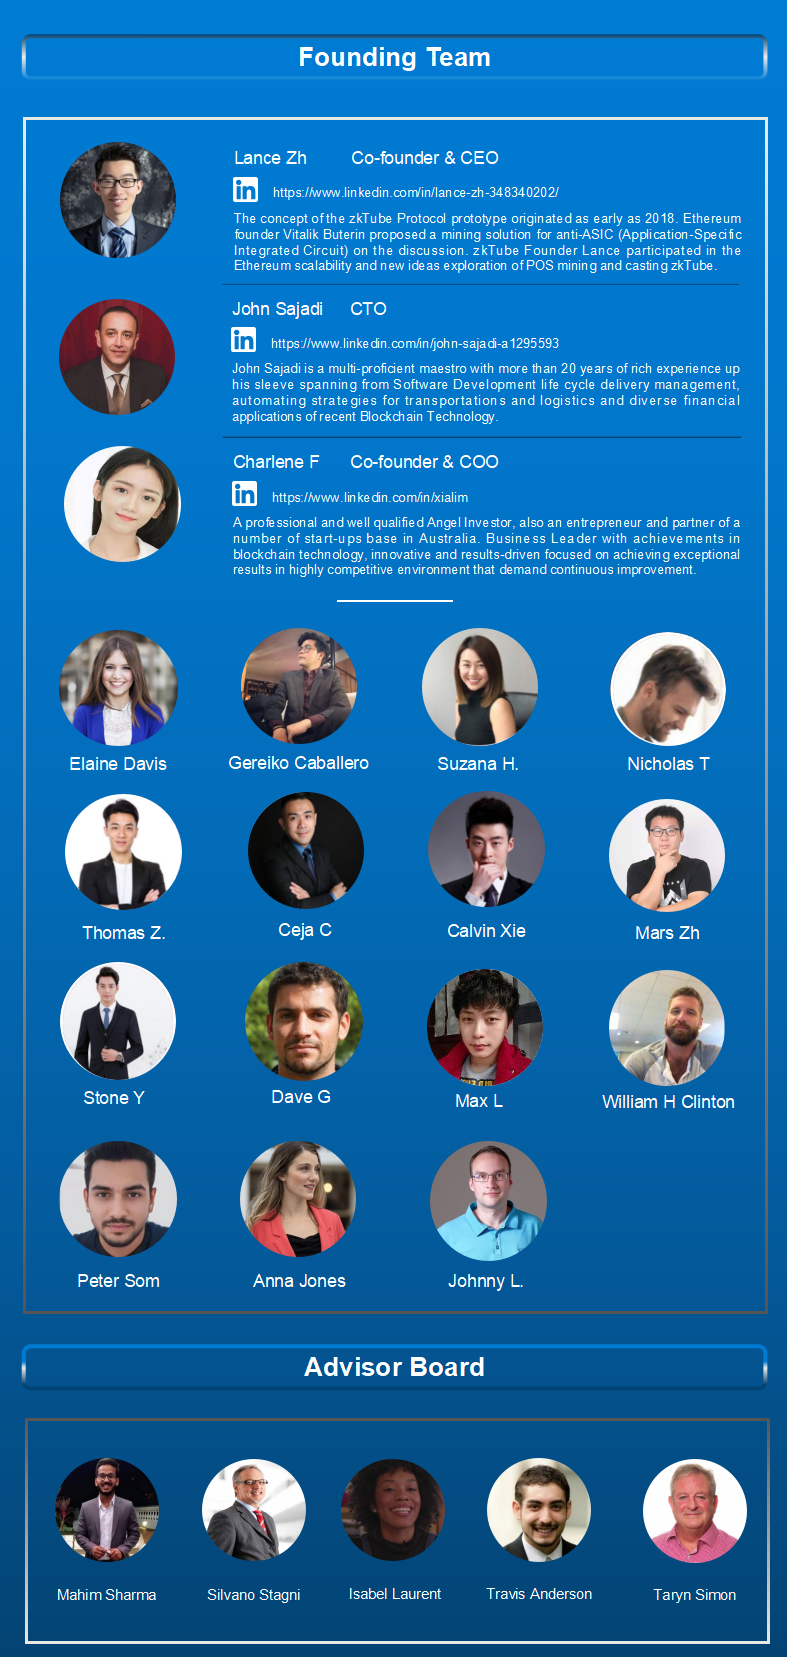 Founding Team
Lance Zh Co-founder & CEO
in https://www.linkedin.com/in/lance-zh-348340202/
The concept of the zkTube Protocol prototype originated as early as 2018. Ethereum
founder Vitalik Buterin proposed a mining solution for anti-ASIC (Application-Specific
Integrated Circuit) on the discussion. zkTube Founder Lance participated in the
Ethereum scalability and new ideas exploration of POS mining and casting zkTube.
John Sajadi CTO
in https://www.linkedin.com/in/john-sajadi-a1295593
John Sajadi is a multi-proficient maestro with more than 20 years of rich experience up
his sleeve spanning from Software Development life cycle delivery management,
automating strategies for transportations and logistics and diverse financial
applications of recent Blockchain Technology.
Charlene F Co-founder & COO
in https://www.linkedin.com/in/xialim
A professional and well qualified Angel Investor, also an entrepreneur and partner of a
number of start-ups base in Australia. Business Leader with achievements in
blockchain technology, innovative and results-driven focused on achieving exceptional
results in highly competitive environment that demand continuous improvement.
Elaine Davis Gereiko Caballero Suzana H. Nicholas T
Thomas Z. Ceja C Calvin Xie Mars Zh
Stone Y Dave G Max L William H Clinton
Peter Som Anna Jones Johnny L.
Advisor Board
Mahim Sharma Silvano Stagni Isabel Laurent Travis Anderson Taryn Simon